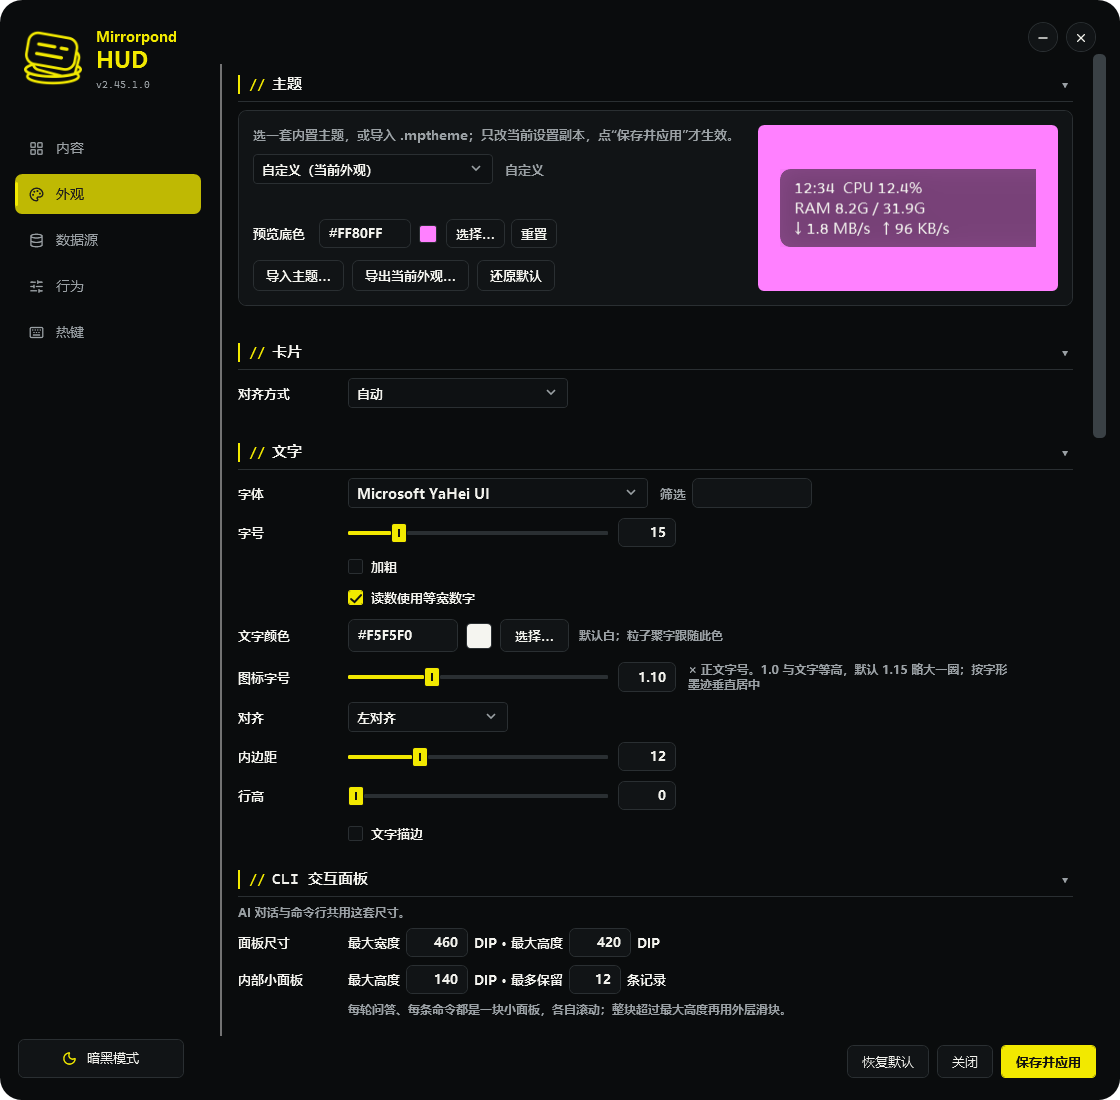 Mirrorpond
HUD
v2.45.1.0
内容
外观
数据源
行为
热键
暗黑模式
// 主题
选一套内置主题，或导入 .mptheme；只改当前设置副本，点“保存并应用”才生效。
自定义（当前外观） 自定义
预览底色 #FF80FF 选择... 重置
导入主题... 导出当前外观... 还原默认
12:34 CPU 12.4%
RAM 8.2G / 31.9G
↓ 1.8 MB/s ↑ 96 KB/s
// 卡片
对齐方式 自动
// 文字
字体 Microsoft YaHei UI 筛选
字号 15
加粗
读数使用等宽数字
文字颜色 #F5F5F0 选择... 默认白；粒子聚字跟随此色
图标字号 1.10 × 正文字号。1.0 与文字等高，默认 1.15 略大一圈；按字形
墨迹垂直居中
对齐 左对齐
内边距 12
行高 0
文字描边
// CLI 交互面板
AI 对话与命令行共用这套尺寸。
面板尺寸 最大宽度 460 DIP • 最大高度 420 DIP
内部小面板 最大高度 140 DIP • 最多保留 12 条记录
每轮问答、每条命令都是一块小面板，各自滚动；整块超过最大高度再用外层滑块。
恢复默认 关闭 保存并应用